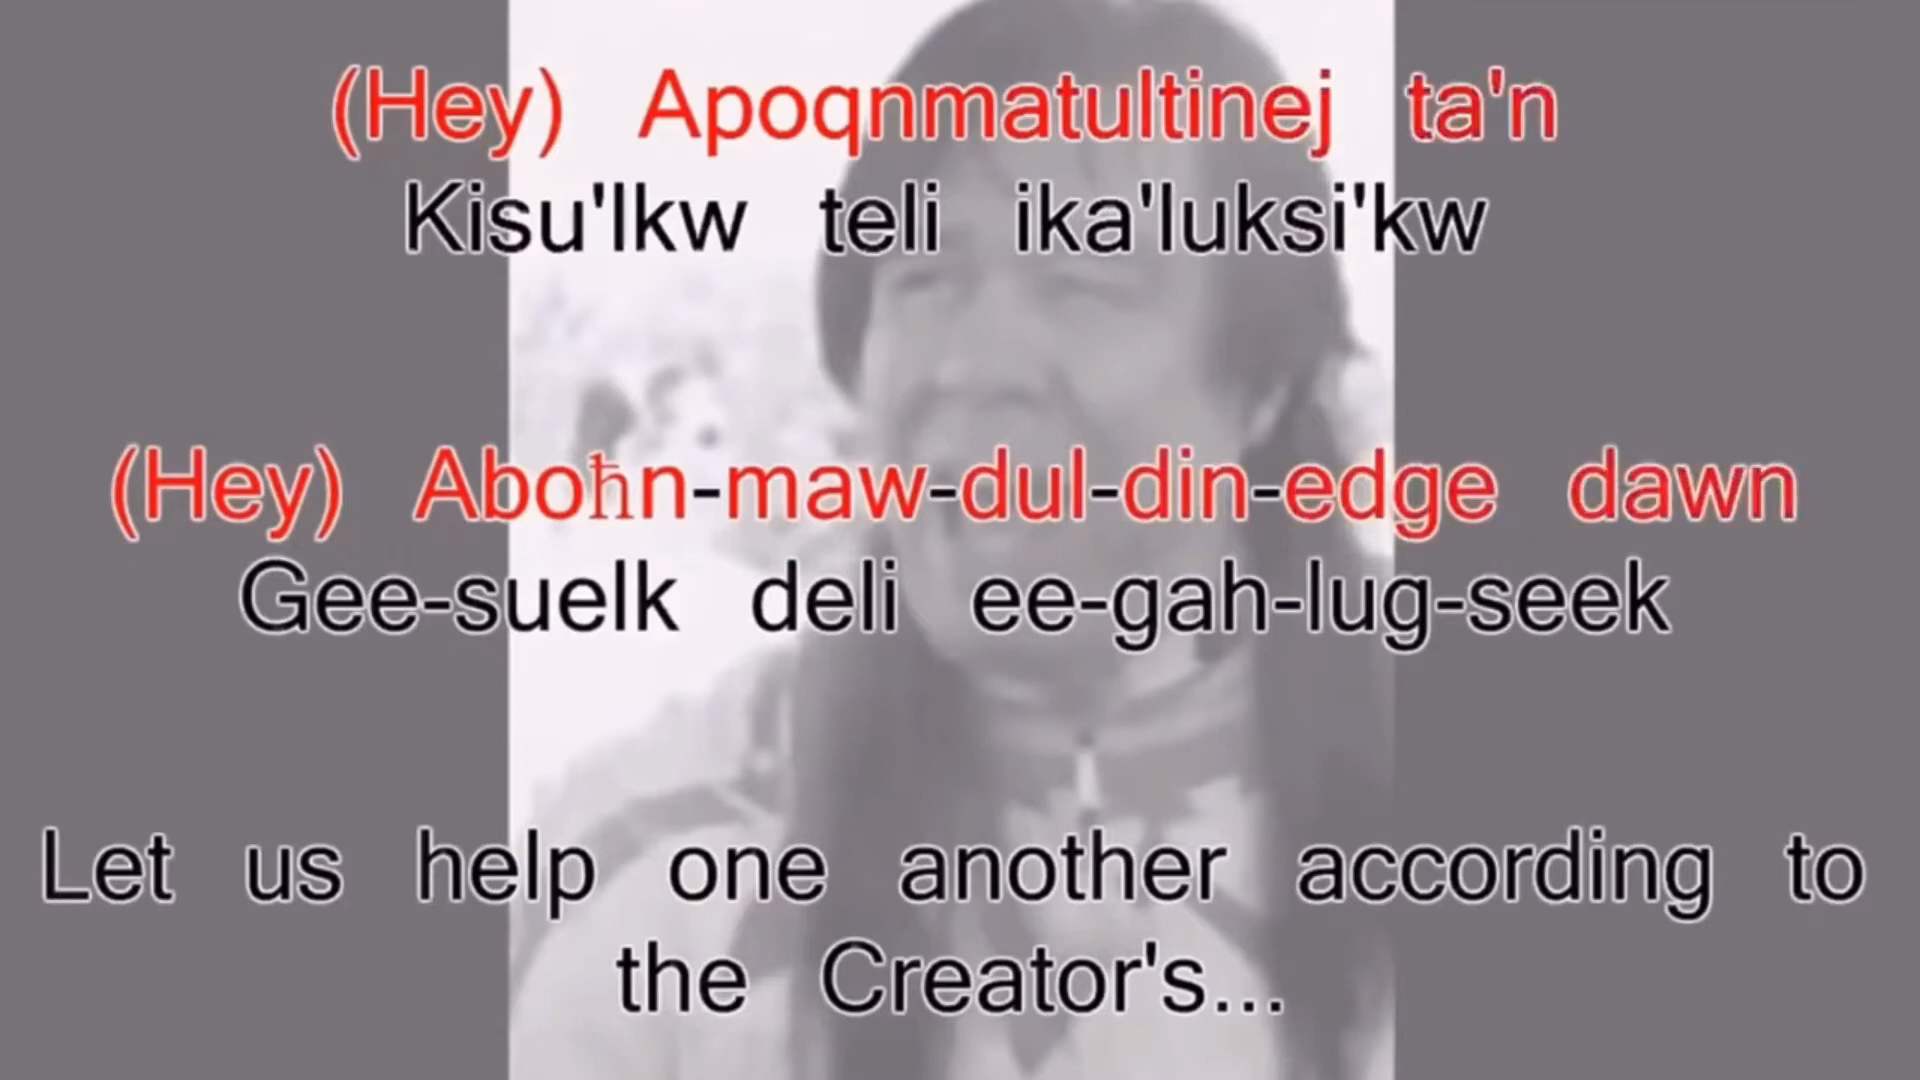 (Hey) Apoqnmatultinej ta'n
Kisu'lkw teli ika'luksi'kw
(Hey) Aboħn-maw-dul-din-edge dawn
Gee-suelk deli ee-gah-lug-seek
Let us help one another according to
the Creator's...